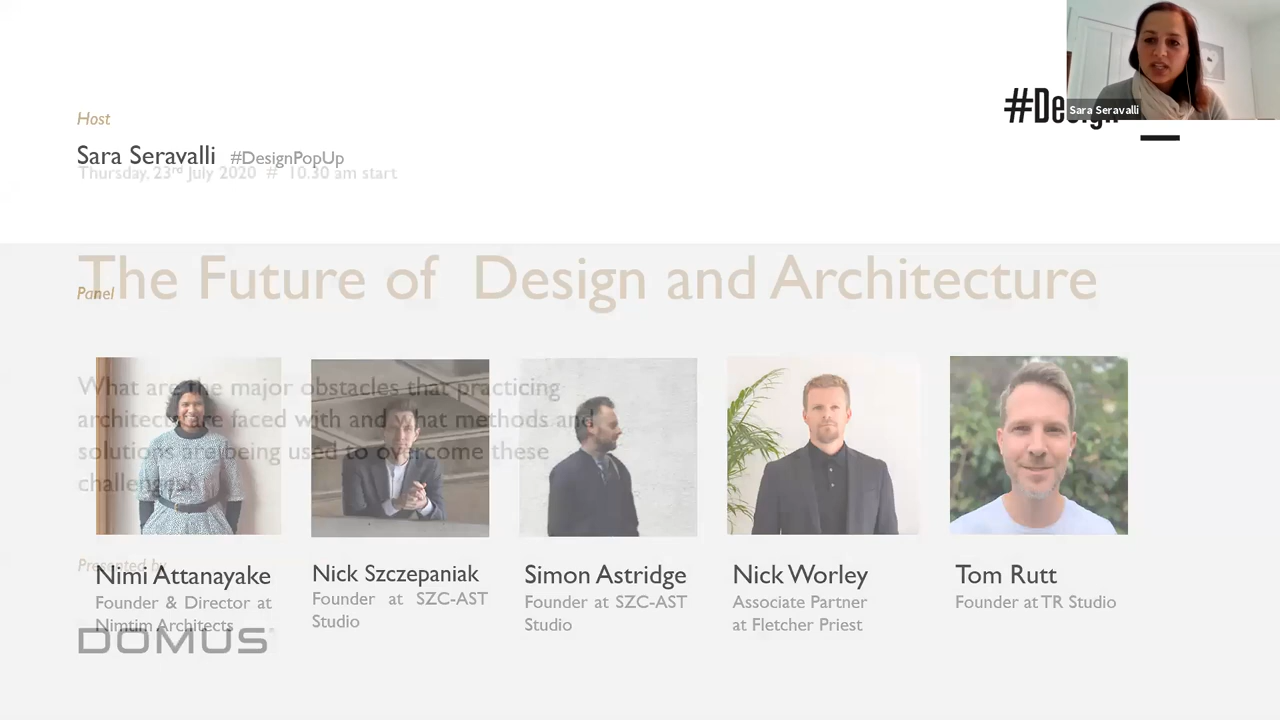 Host
Sara Seravalli
#De
Sara Seravalli #DesignPopUp
Thursday, 23rd July 2020 # 10.30 am start
The Future of Design and Architecture
Panel
What are the major obstacles that practicing
architects are faced with and what methods and
solutions are being used to overcome these
challenges?
Presented by
Nimi Attanayake
Founder & Director at
Nimtim Architects
Nick Szczepaniak
Founder at SZC-AST
Studio
Simon Astridge
Founder at SZC-AST
Studio
Nick Worley
Associate Partner
at Fletcher Priest
Tom Rutt
Founder at TR Studio
DOMUS